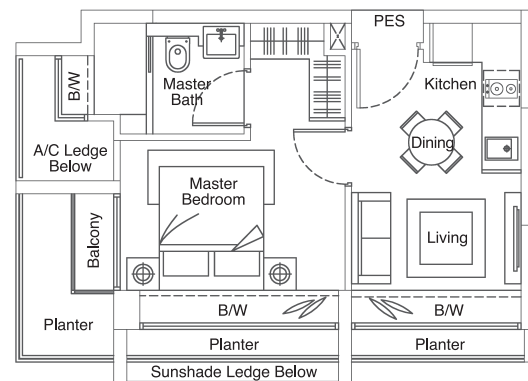 PES
B/W
Master
Bath
Kitchen
A/C Ledge
Below
Dining
Master
Bedroom
Balcony
Living
Planter
B/W
B/W
Planter
Planter
Sunshade Ledge Below